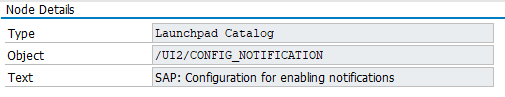 Node Details
Type Launchpad Catalog
Object /UI2/CONFIG_NOTIFICATION
Text SAP: Configuration for enabling notifications